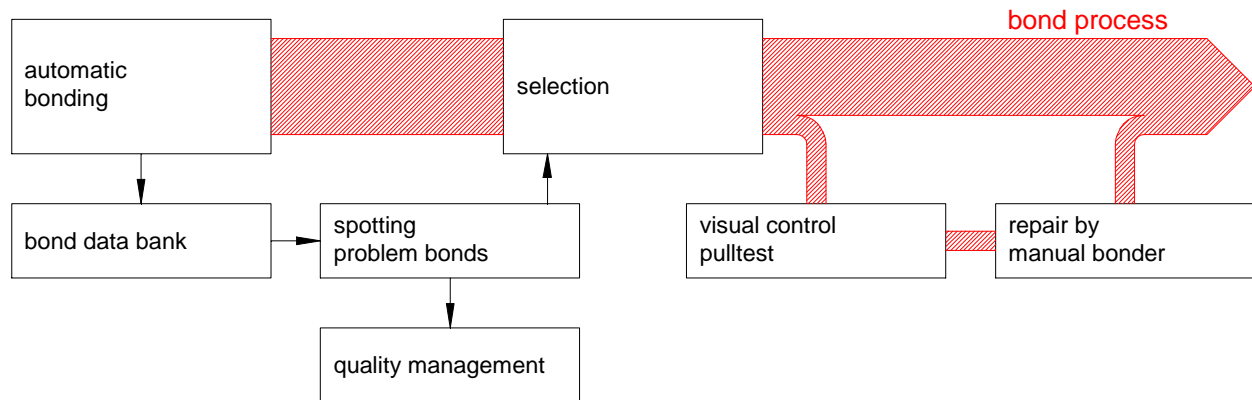 bond process
automatic
bonding
selection
bond data bank
spotting
problem bonds
visual control
pulltest
repair by
manual bonder
quality management